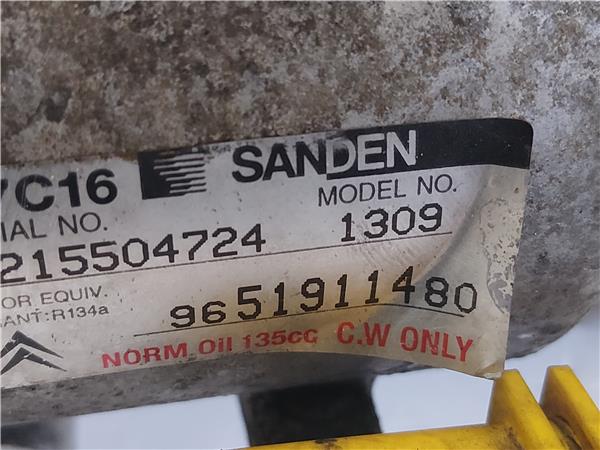 7C16 SANDEN
IAL NO. MODEL NO.
215504724 1309
OR EQUIV.
ANT:R134a 9651911480
NORM Oil 135cc C.W ONLY